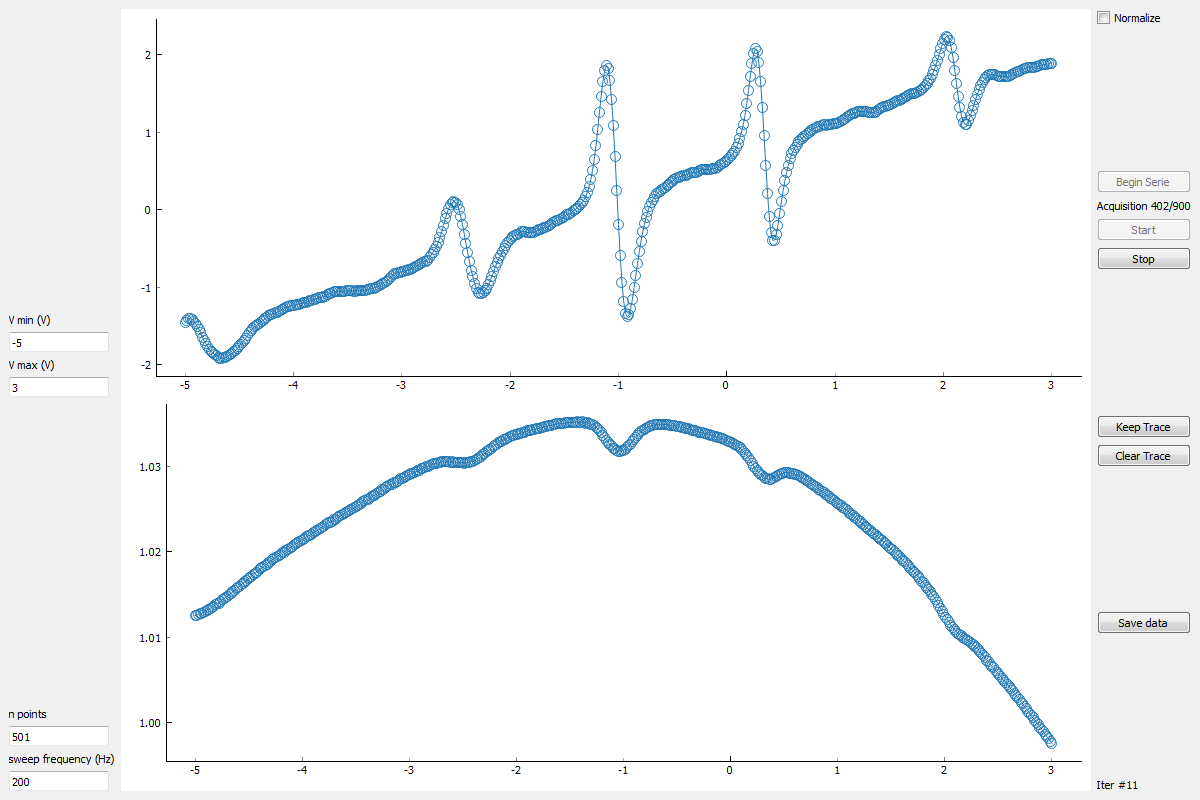 Normalize
2
1
0
-1
-2
-5 -4 -3 -2 -1 0 1 2 3
Begin Serie
Acquisition 402/900
Start
Stop
V min (V)
-5
V max (V)
3
Keep Trace
Clear Trace
1.03
1.02
1.01
1.00
-5 -4 -3 -2 -1 0 1 2 3
Save data
n points
501
sweep frequency (Hz)
200
Iter #11